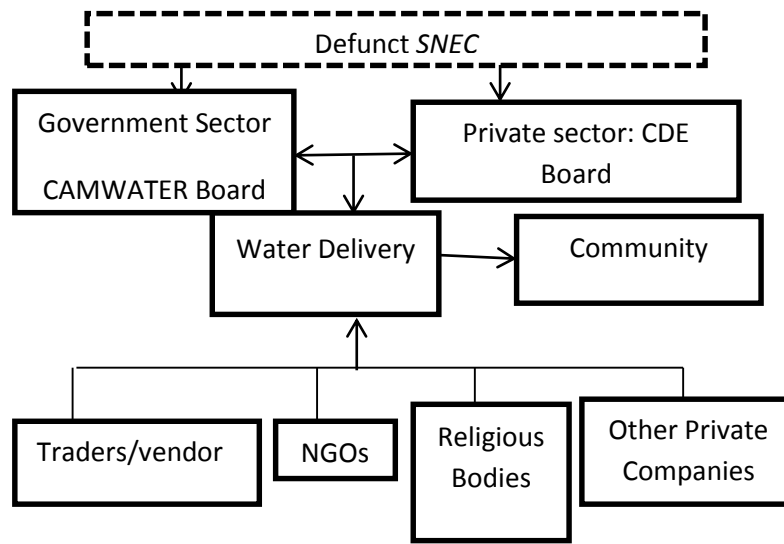 Defunct SNEC
Government Sector
CAMWATER Board
Private sector: CDE
Board
Water Delivery
Community
Traders/vendor
NGOs
Religious
Bodies
Other Private
Companies